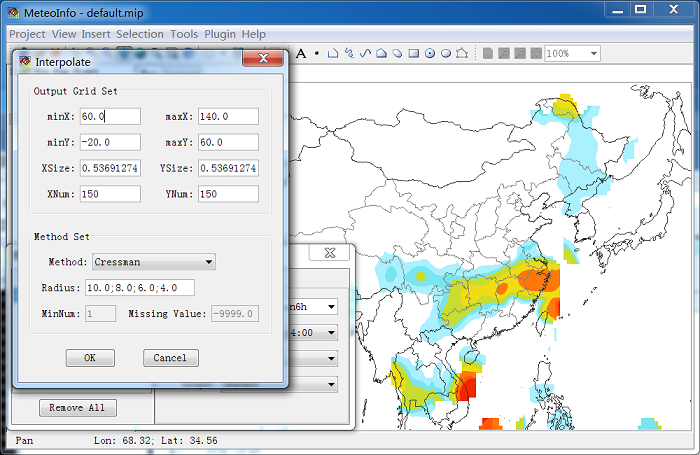 MeteoInfo - default.mip
Project View Insert Selection Tools Plugin Help
A 100%
Interpolate
Output Grid Set
minX: 60.0 maxX: 140.0
minY: -20.0 maxY: 60.0
XSize: 0.53691274 YSize: 0.53691274
XNum: 150 YNum: 150
Method Set
Method: Cressman
Radius: 10.0;8.0;6.0;4.0
MinNum: 1 Missing Value: -9999.0
n6h
4:00
OK Cancel
Remove All
Pan Lon: 68.32; Lat: 34.56